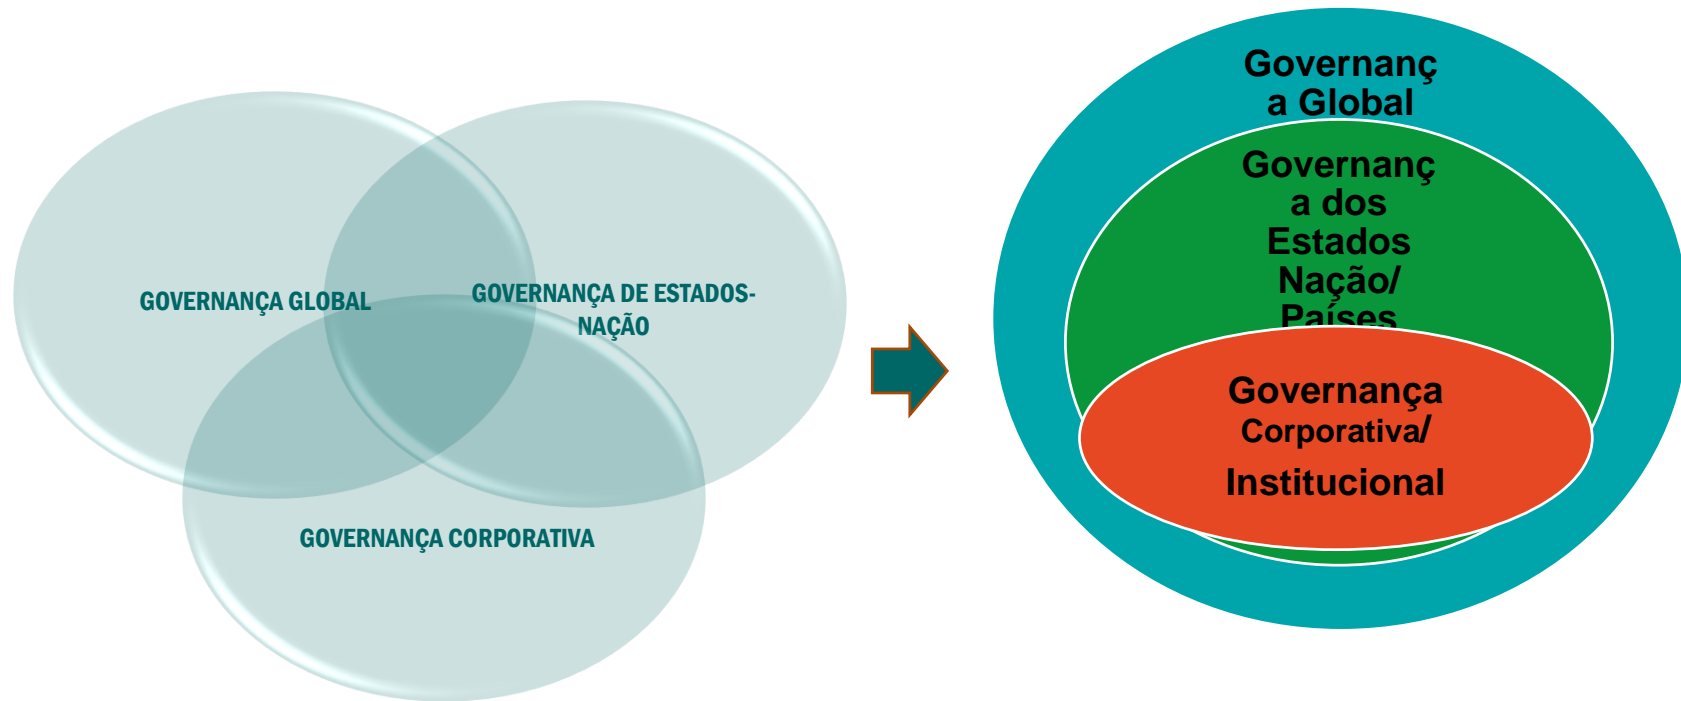 GOVERNANÇA GLOBAL
GOVERNANÇA DE ESTADOS-
NAÇÃO
GOVERNANÇA CORPORATIVA
Governanç
a Global
Governanç
a dos
Estados
Nação/
Países
Governança
Corporativa/
Institucional